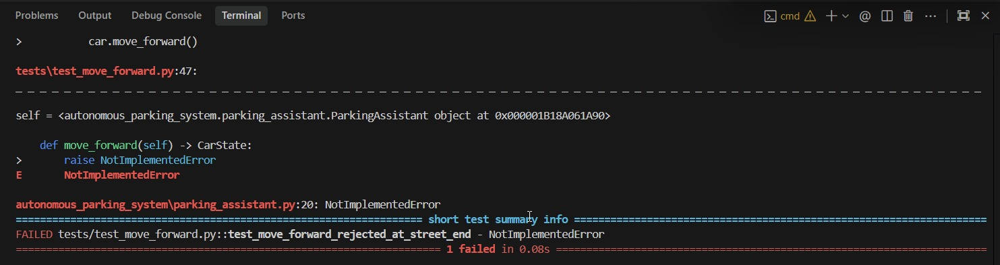 Problems Output Debug Console Terminal Ports cmd
> car.move_forward()
tests\test_move_forward.py:47:
_ _ _ _ _ _ _ _ _ _ _ _ _ _ _ _ _ _ _ _ _ _ _ _ _ _ _ _ _ _ _ _ _ _ _ _ _ _ _ _ _ _ _ _ _ _ _ _ _ _ _ _ _ _ _ _ _ _ _ _ _ _ _ _ _ _ _ _ _ _ _ _ _ _ _ _ _ _ _ _
self = <autonomous_parking_system.parking_assistant.ParkingAssistant object at 0x000001B18A061A90>
def move_forward(self) -> CarState:
> raise NotImplementedError
E NotImplementedError
autonomous_parking_system\parking_assistant.py:20: NotImplementedError
=================================================================== short test summary info ====================================================================
FAILED tests/test_move_forward.py::test_move_forward_rejected_at_street_end - NotImplementedError
====================================================================== 1 failed in 0.08s =======================================================================